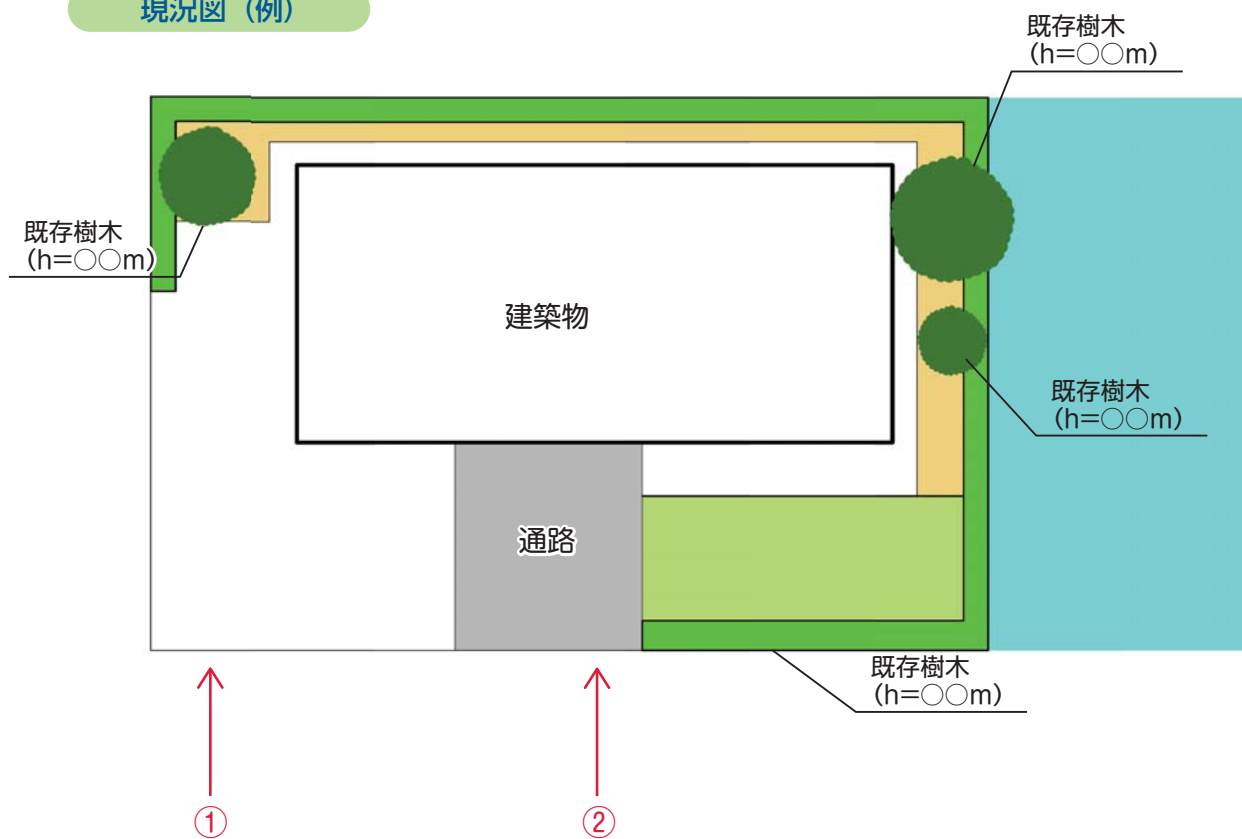 現況図（例）
既存樹木
（h=○○m）
既存樹木
（h=○○m）
建築物
既存樹木
（h=○○m）
通路
既存樹木
（h=○○m）
①
②